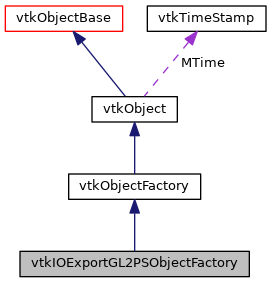 vtkObjectBase
vtkTimeStamp
MTime
vtkObject
vtkObjectFactory
vtkIOExportGL2PSObjectFactory